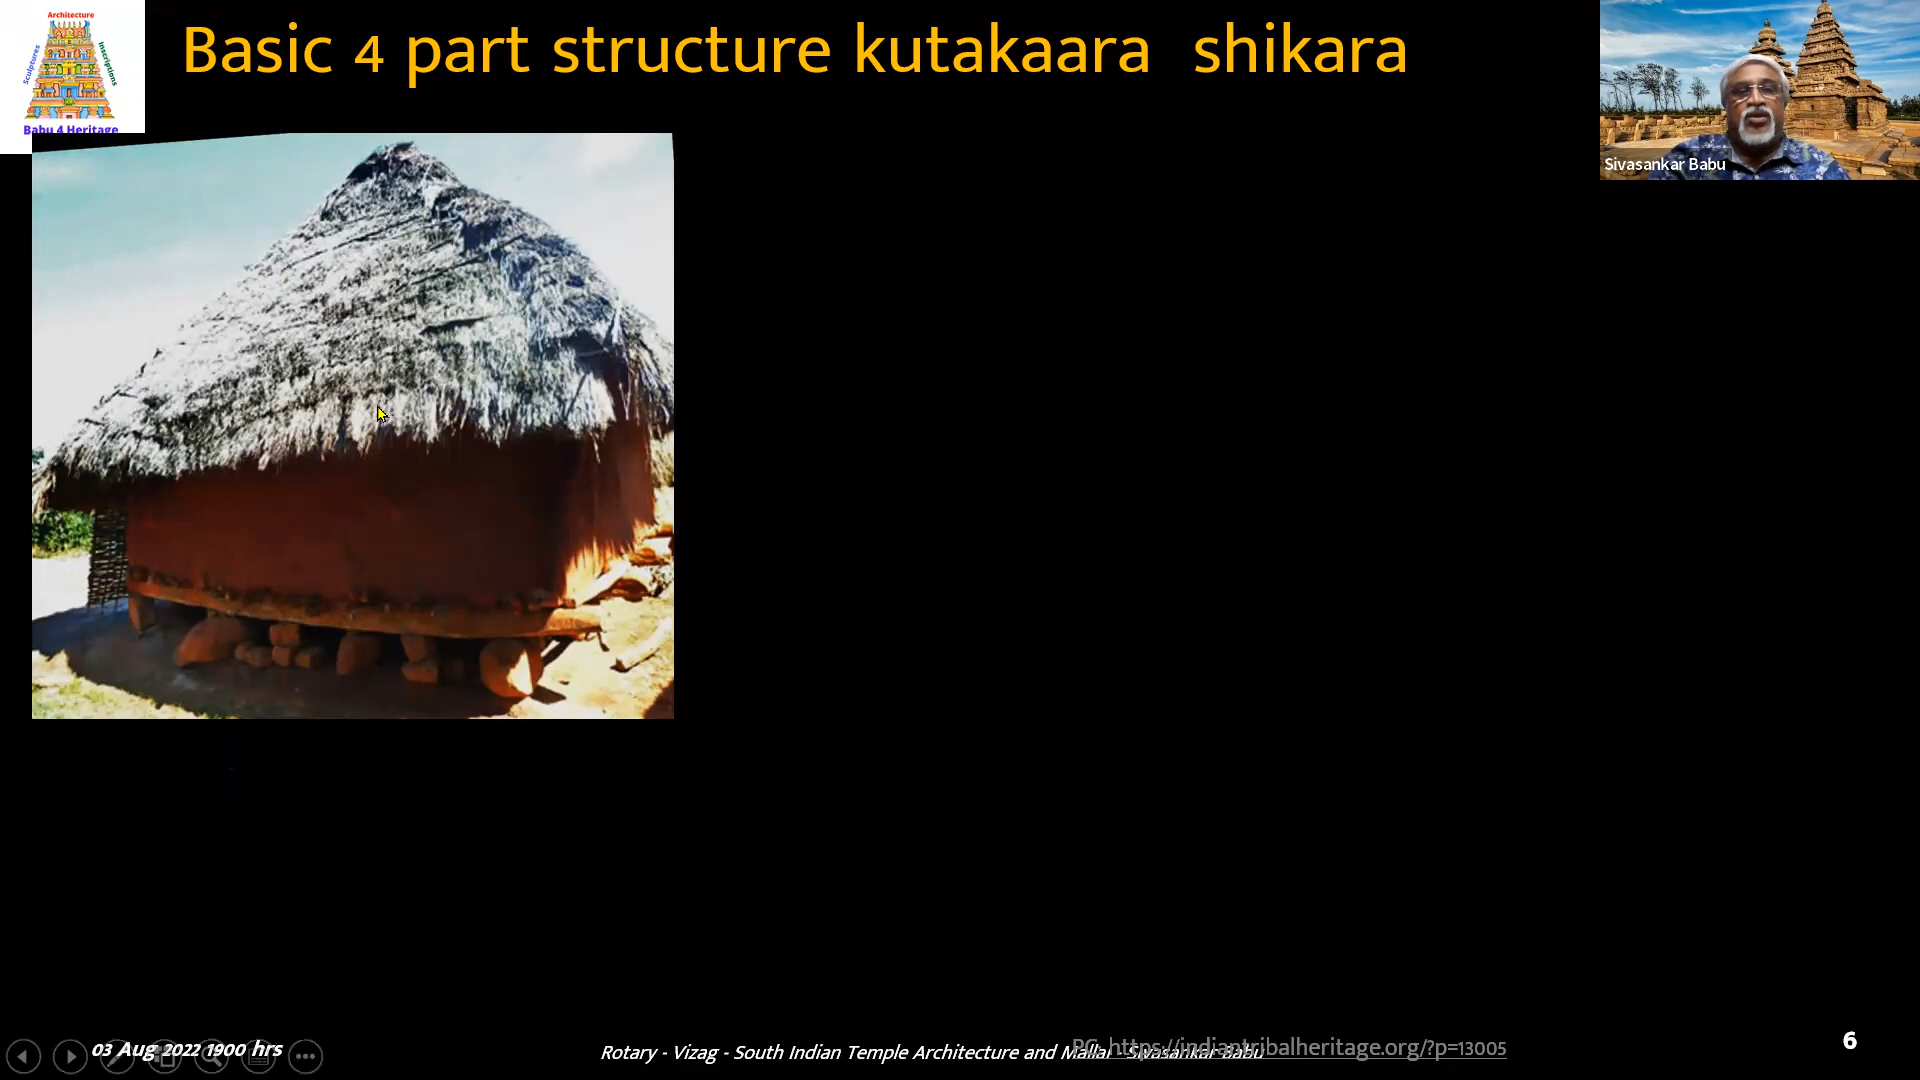 Architecture
Sculptures
Inscriptions
Babu 4 Heritage
Basic 4 part structure kutakaara shikara
Sivasankar Babu
03 Aug 2022 1900 hrs
Rotary - Vizag - South Indian Temple Architecture and Mallai - Sivasankar Babu
PC https://indiantribalheritage.org/?p=13005
6